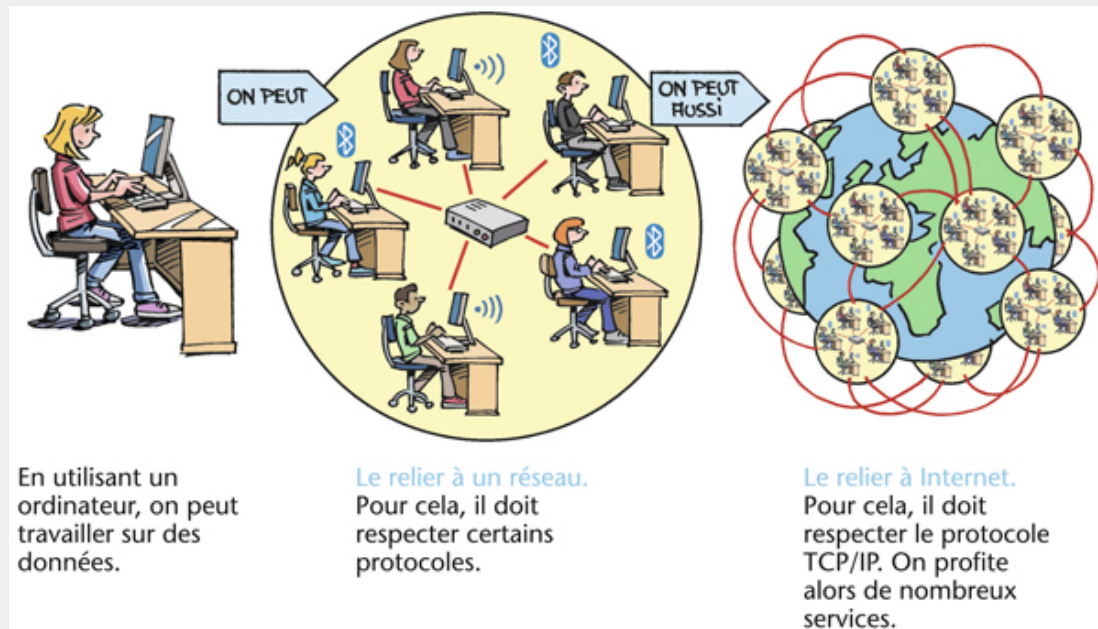 ON PEUT
ON PEUT
AUSSI
En utilisant un
ordinateur, on peut
travailler sur des
données.
Le relier à un réseau.
Pour cela, il doit
respecter certains
protocoles.
Le relier à Internet.
Pour cela, il doit
respecter le protocole
TCP/IP. On profite
alors de nombreux
services.